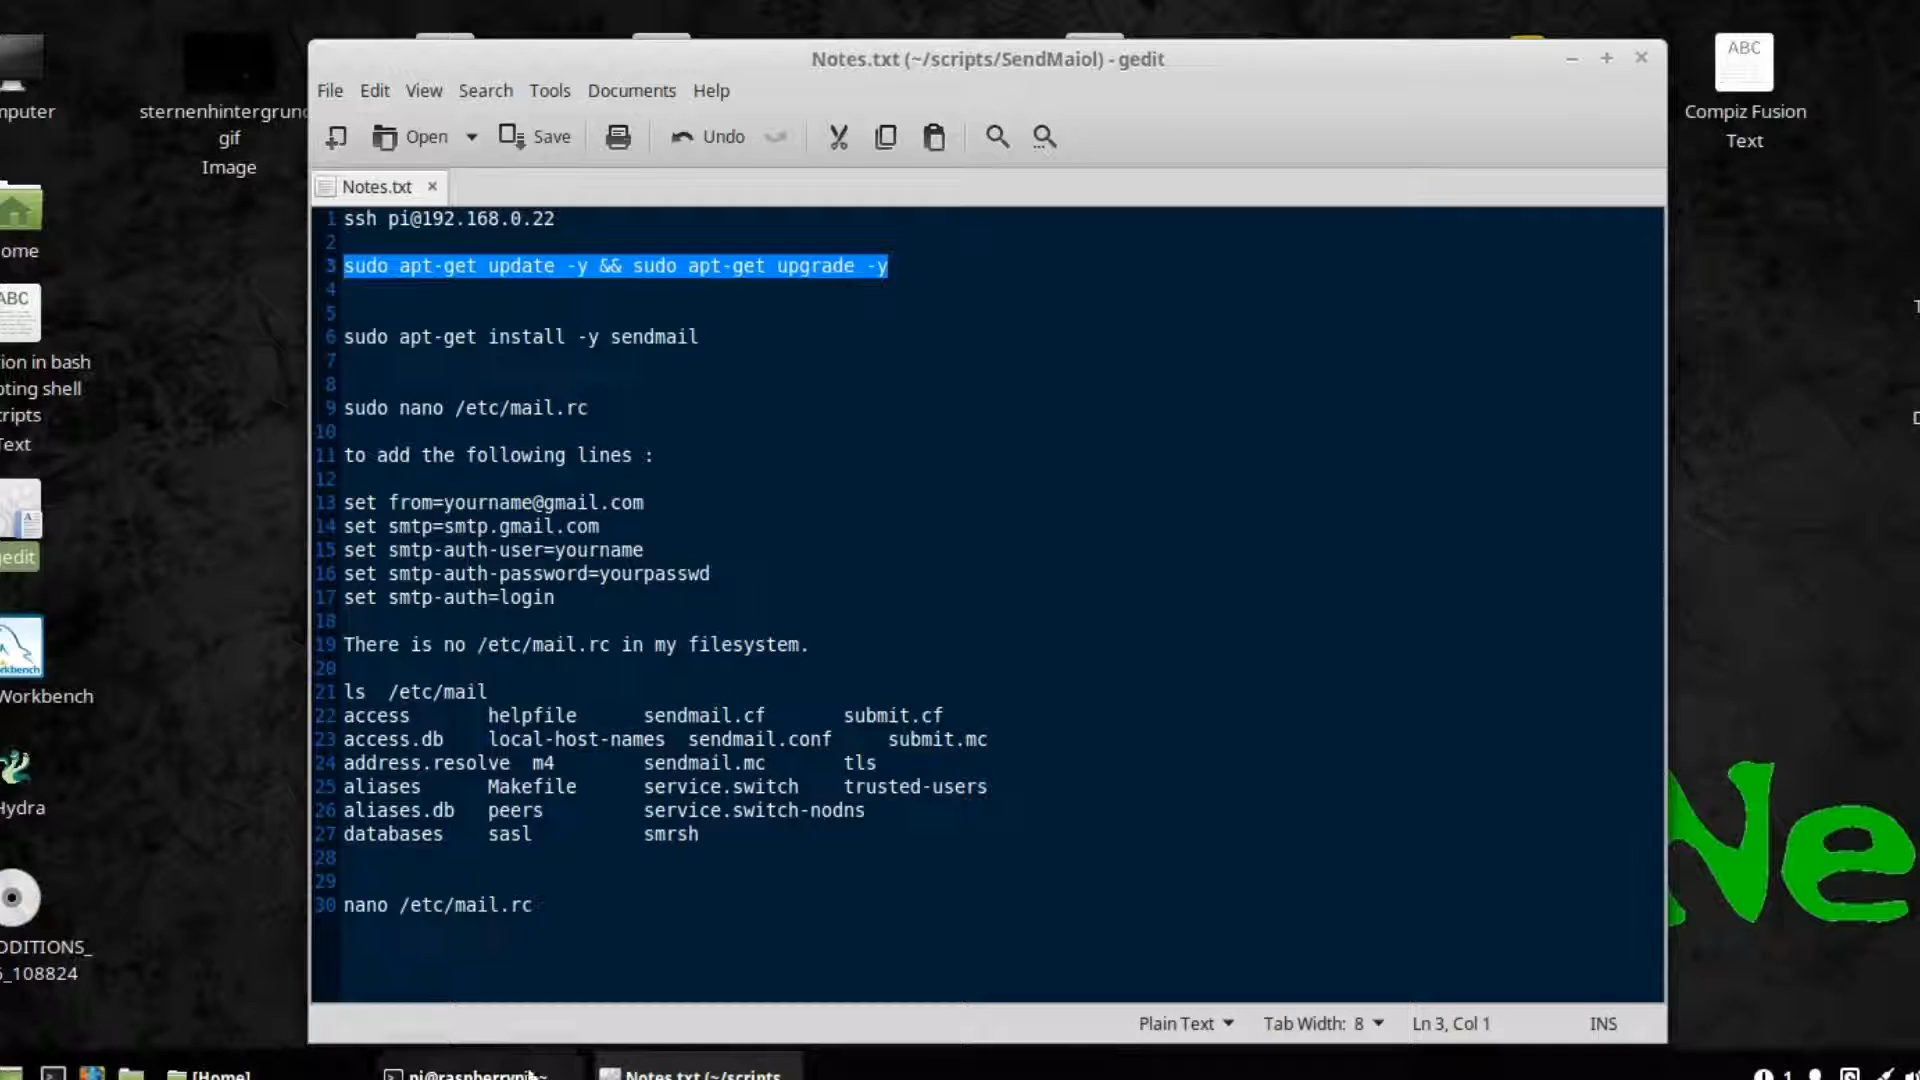 Notes.txt (~/scripts/SendMaiol) - gedit
File Edit View Search Tools Documents Help
Open Save Undo
Notes.txt
1 ssh pi@192.168.0.22
2
3 sudo apt-get update -y && sudo apt-get upgrade -y
4
5
6 sudo apt-get install -y sendmail
7
8
9 sudo nano /etc/mail.rc
10
11 to add the following lines :
12
13 set from=yourname@gmail.com
14 set smtp=smtp.gmail.com
15 set smtp-auth-user=yourname
16 set smtp-auth-password=yourpasswd
17 set smtp-auth=login
18
19 There is no /etc/mail.rc in my filesystem.
20
21 ls  /etc/mail
22 access helpfile sendmail.cf submit.cf
23 access.db local-host-names sendmail.conf submit.mc
24 address.resolve m4 sendmail.mc tls
25 aliases Makefile service.switch trusted-users
26 aliases.db peers service.switch-nodns
27 databases sasl smrsh
28
29
30 nano /etc/mail.rc
Plain Text Tab Width: 8 Ln 3, Col 1 INS
mputer
ome
ABC
ion in bash
pting shell
cripts
Text
gedit
rkbench
Workbench
Hydra
DDITIONS_
5_108824
sternenhintergrund
gif
Image
ABC
Compiz Fusion
Text
Ne
[Home]
pi@raspberrypi: ~
Notes.txt (~/scripts
1